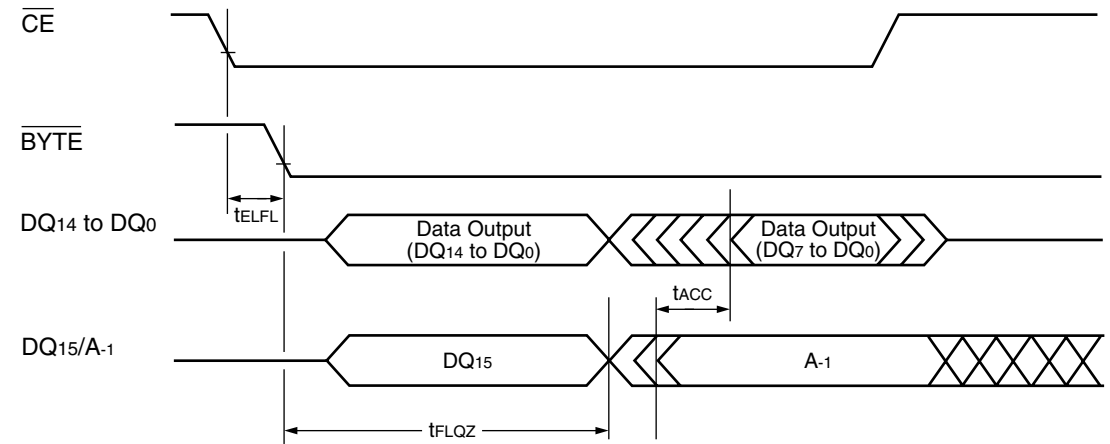 CE
BYTE
tELFL
DQ14 to DQ0
Data Output
(DQ14 to DQ0)
Data Output
(DQ7 to DQ0)
tACC
DQ15/A-1
DQ15
A-1
tFLQZ